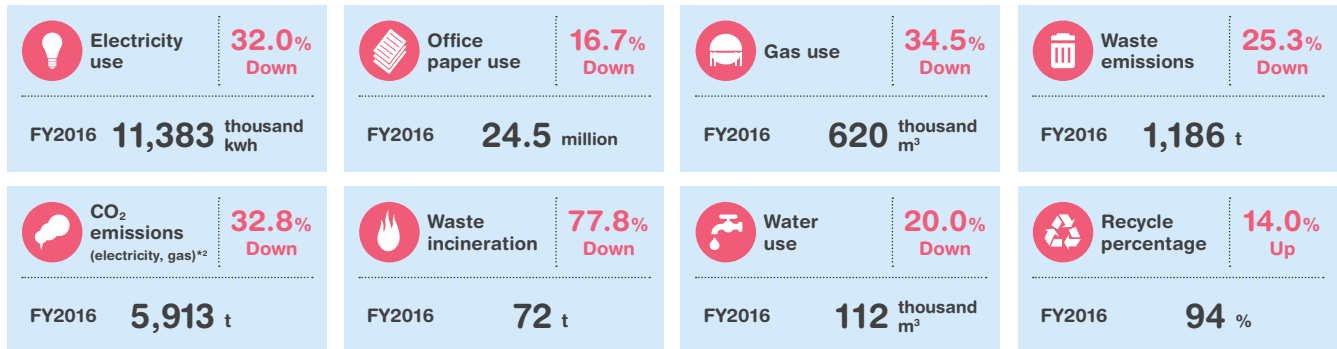 Electricity
use
32.0%
Down
FY2016 11,383 thousand
kwh
Office
paper use
16.7%
Down
FY2016 24.5 million
Gas use
34.5%
Down
FY2016 620 thousand
m³
Waste
emissions
25.3%
Down
FY2016 1,186 t
CO₂
emissions
(electricity, gas)*²
32.8%
Down
FY2016 5,913 t
Waste
incineration
77.8%
Down
FY2016 72 t
Water
use
20.0%
Down
FY2016 112 thousand
m³
Recycle
percentage
14.0%
Up
FY2016 94 %